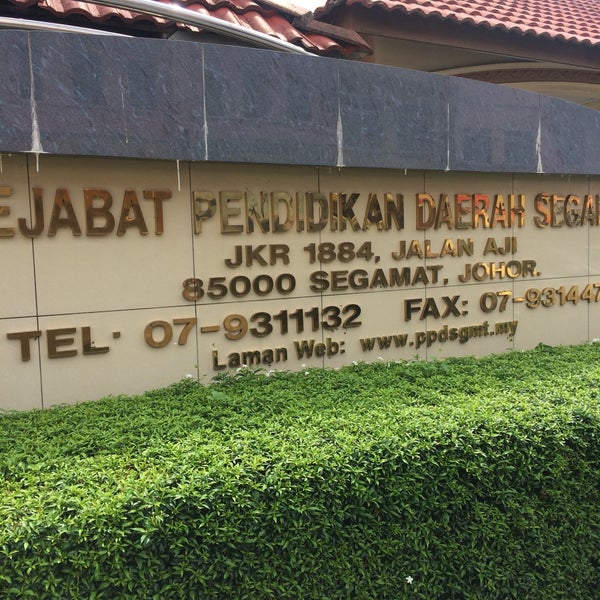 EJABAT PENDIDIKAN DAERAH SEGA
JKR 1884, JALAN AJI
85000 SEGAMAT, JOHOR.
TEL: 07-9311132 FAX: 07-931447
Laman Web: www.ppdsgmt.my